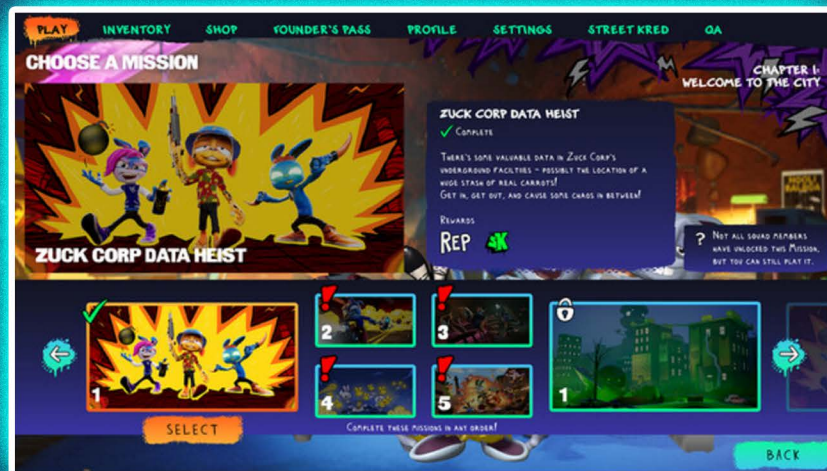 PLAY INVENTORY SHOP FOUNDER'S PASS PROFILE SETTINGS STREET KRED QA
CHOOSE A MISSION
CHAPTER 1:
WELCOME TO THE CITY
ZUCK CORP DATA HEIST
COMPLETE
THERE'S SOME VALUABLE DATA IN ZUCK CORP'S
UNDERGROUND FACILTIES – POSSIBLY THE LOCATION OF A
HUGE STASH OF REAL CARROTS!
GET IN, GET OUT, AND CAUSE SOME CHAOS IN BETWEEN!
REWARDS
REP
ZUCK CORP DATA HEIST
? NOT ALL SQUAD MEMBERS
HAVE UNLOCKED THIS MISSION,
BUT YOU CAN STILL PLAY IT.
1
2
3
4
5
1
SELECT
COMPLETE THESE MISSIONS IN ANY ORDER!
BACK